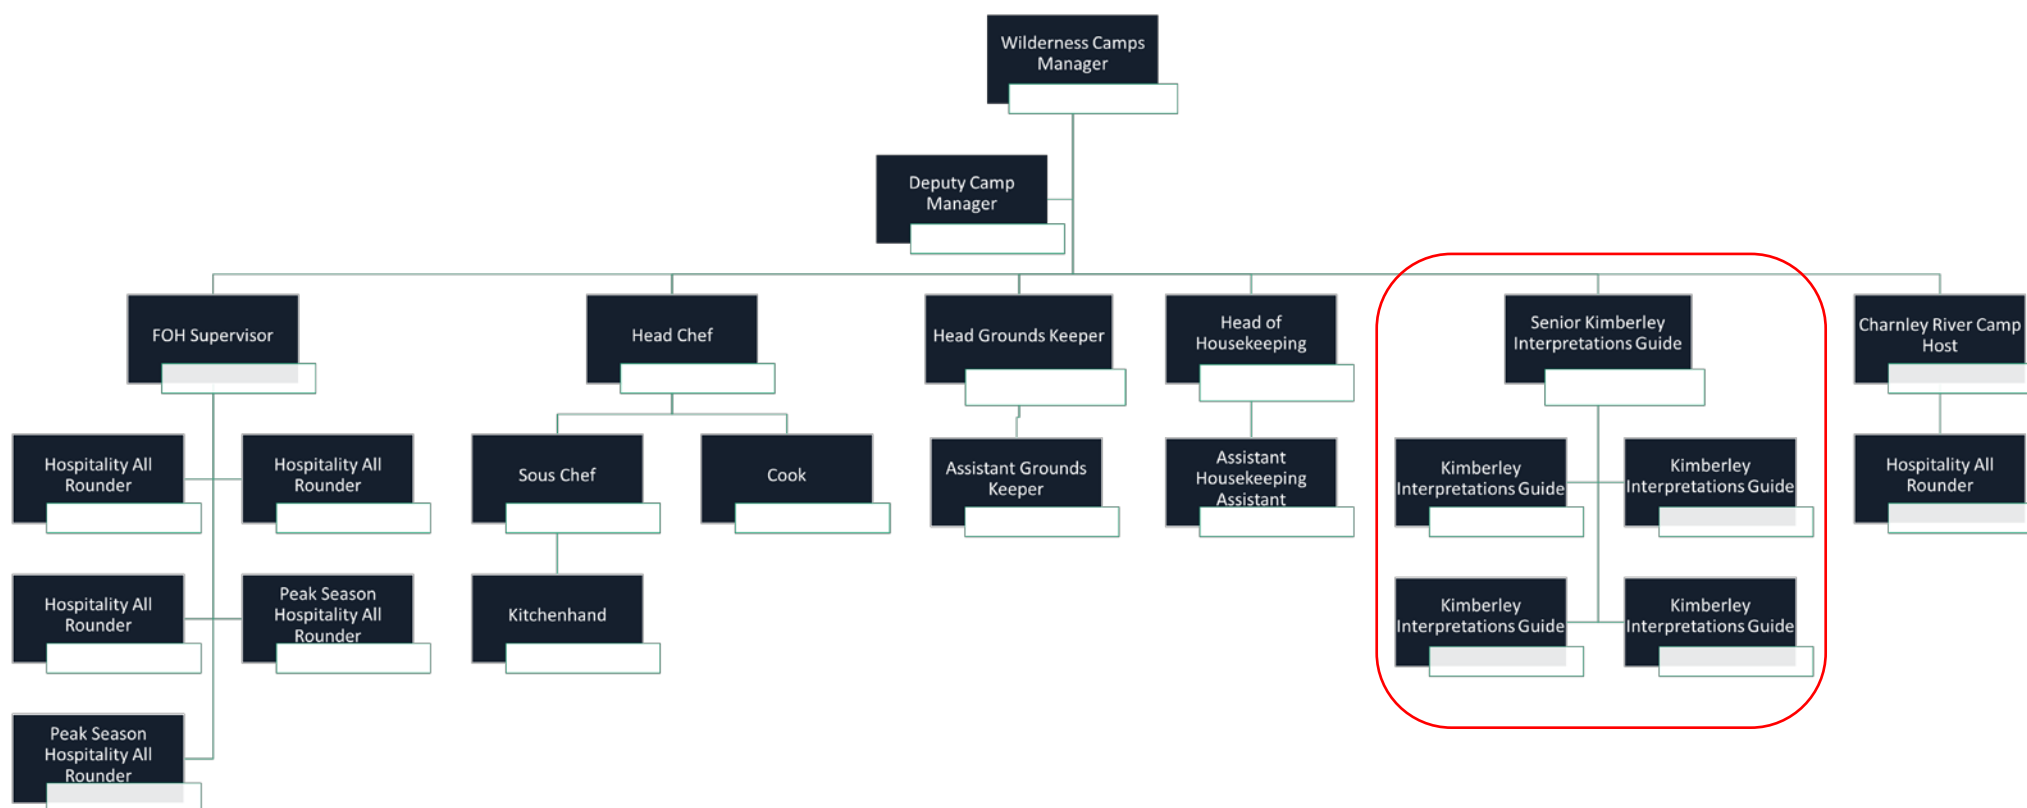 Wilderness Camps
Manager
Deputy Camp
Manager
FOH Supervisor
Head Chef
Head Grounds Keeper
Head of
Housekeeping
Senior Kimberley
Interpretations Guide
Charnley River Camp
Host
Hospitality All
Rounder
Hospitality All
Rounder
Sous Chef
Cook
Assistant Grounds
Keeper
Assistant
Housekeeping
Assistant
Kimberley
Interpretations Guide
Kimberley
Interpretations Guide
Hospitality All
Rounder
Hospitality All
Rounder
Peak Season
Hospitality All
Rounder
Kitchenhand
Kimberley
Interpretations Guide
Kimberley
Interpretations Guide
Peak Season
Hospitality All
Rounder